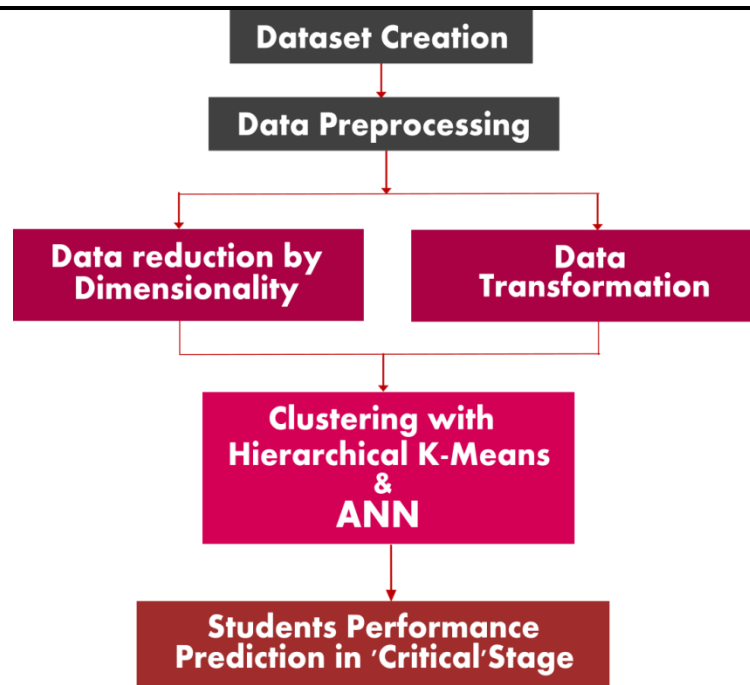 Dataset Creation
Data Preprocessing
Data reduction by
Dimensionality
Data
Transformation
Clustering with
Hierarchical K-Means
&
ANN
Students Performance
Prediction in 'Critical'Stage